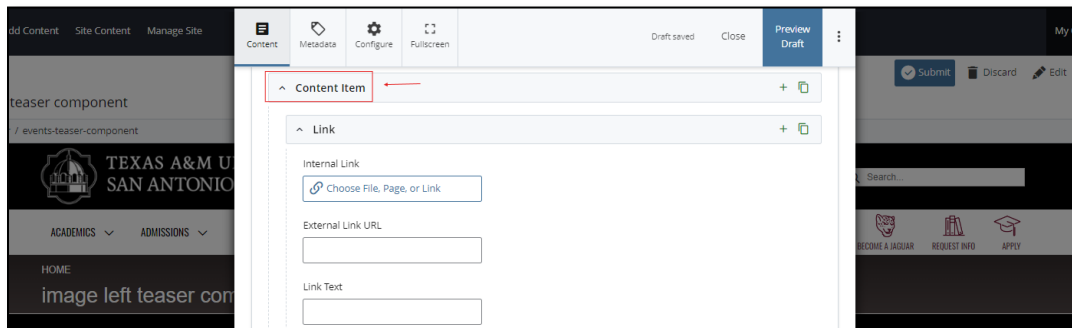 dd Content Site Content Manage Site
Content Metadata Configure Fullscreen
Draft saved Close Preview Draft
My
Submit Discard Edit
teaser component
/ events-teaser-component
Content Item
Link
Internal Link
Choose File, Page, or Link
External Link URL
Link Text
TEXAS A&M U
SAN ANTONIO
Search...
ACADEMICS ADMISSIONS
BECOME A JAGUAR REQUEST INFO APPLY
HOME
image left teaser com